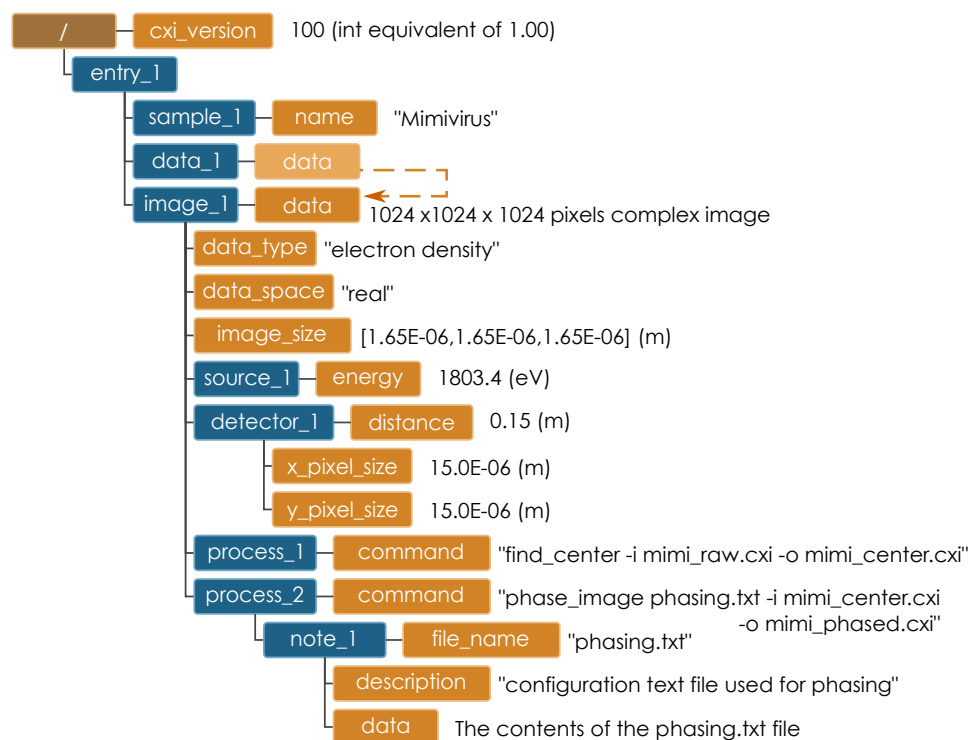 / cxi_version 100 (int equivalent of 1.00)
entry_1
sample_1 name "Mimivirus"
data_1 data
image_1 data 1024 x1024 x 1024 pixels complex image
data_type "electron density"
data_space "real"
image_size [1.65E-06,1.65E-06,1.65E-06] (m)
source_1 energy 1803.4 (eV)
detector_1 distance 0.15 (m)
x_pixel_size 15.0E-06 (m)
y_pixel_size 15.0E-06 (m)
process_1 command "find_center -i mimi_raw.cxi -o mimi_center.cxi"
process_2 command "phase_image phasing.txt -i mimi_center.cxi
-o mimi_phased.cxi"
note_1 file_name "phasing.txt"
description "configuration text file used for phasing"
data The contents of the phasing.txt file